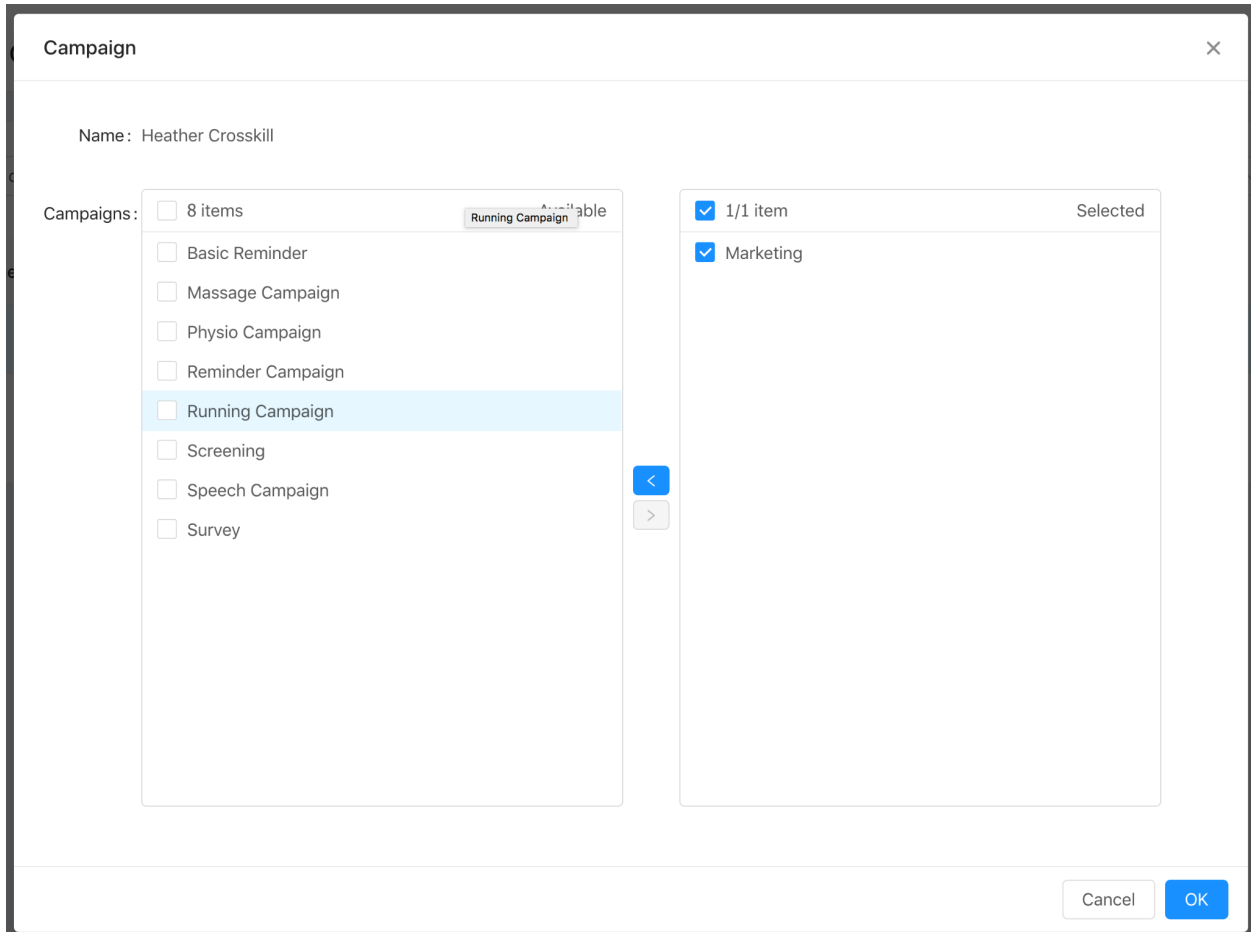 Campaign
Name: Heather Crosskill
Campaigns:
8 items
Running Campaign
1/1 item
Selected
Basic Reminder
Massage Campaign
Physio Campaign
Reminder Campaign
Running Campaign
Screening
Speech Campaign
Survey
Marketing
Cancel
OK